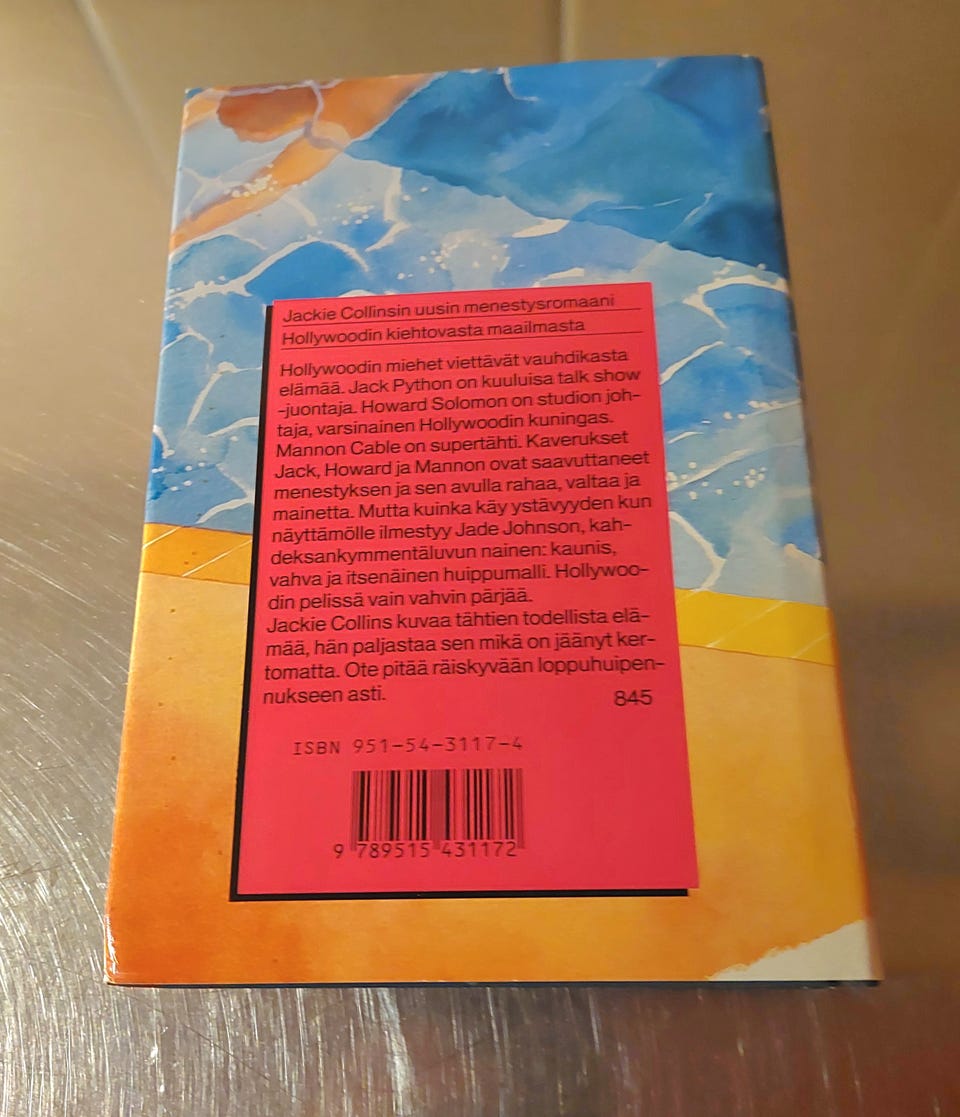 Jackie Collinsin uusin menestysromaani
Hollywoodin kiehtovasta maailmasta
Hollywoodin miehet viettävät vauhdikasta
elämää. Jack Python on kuuluisa talk show
-juontaja. Howard Solomon on studion joh-
taja, varsinainen Hollywoodin kuningas.
Mannon Cable on supertähti. Kaverukset
Jack, Howard ja Mannon ovat saavuttaneet
menestyksen ja sen avulla rahaa, valtaa ja
mainetta. Mutta kuinka käy ystävyyden kun
näyttämölle ilmestyy Jade Johnson, kah-
deksankymmentäluvun nainen: kaunis,
vahva ja itsenäinen huippumalli. Hollywoo-
din pelissä vain vahvin pärjää.
Jackie Collins kuvaa tähtien todellista elä-
mää, hän paljastaa sen mikä on jäänyt ker-
tomatta. Ote pitää räiskyvään loppuhuipen-
nukseen asti.
845
ISBN 951-54-3117-4
9 789515 431172